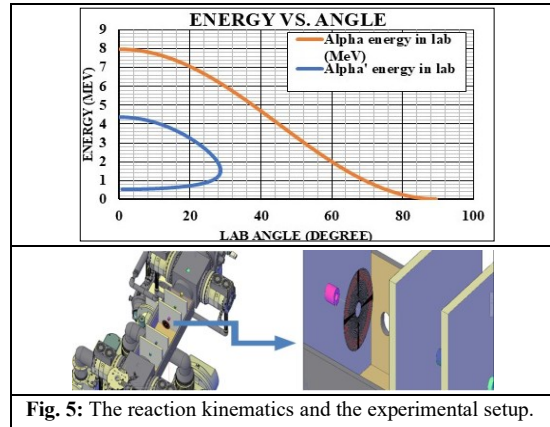 ENERGY VS. ANGLE
9
8
7
6
5
4
3
2
1
0
ENERGY (MEV)
Alpha energy in lab
(MeV)
Alpha' energy in lab
0 20 40 60 80 100
LAB ANGLE (DEGREE)
Fig. 5: The reaction kinematics and the experimental setup.